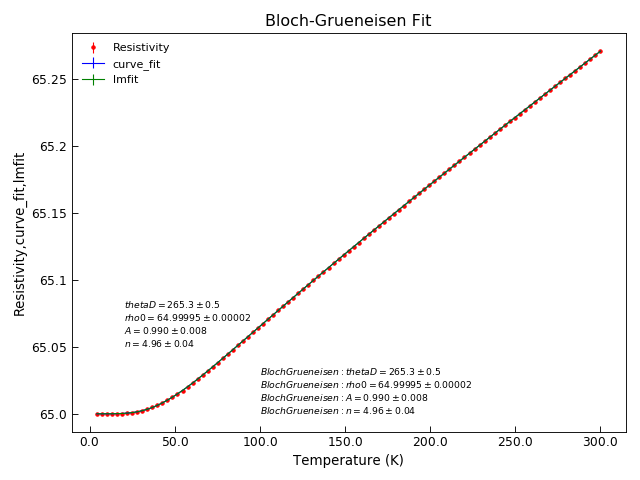 Bloch-Grueneisen Fit
Resistivity
curve_fit
lmfit
65.25
65.2
65.15
65.1
65.05
65.0
Resistivity,curve_fit,lmfit
thetaD = 265.3 ± 0.5
rho0 = 64.99995 ± 0.00002
A = 0.990 ± 0.008
n = 4.96 ± 0.04
BlochGrueneisen : thetaD = 265.3 ± 0.5
BlochGrueneisen : rho0 = 64.99995 ± 0.00002
BlochGrueneisen : A = 0.990 ± 0.008
BlochGrueneisen : n = 4.96 ± 0.04
0.0 50.0 100.0 150.0 200.0 250.0 300.0
Temperature (K)